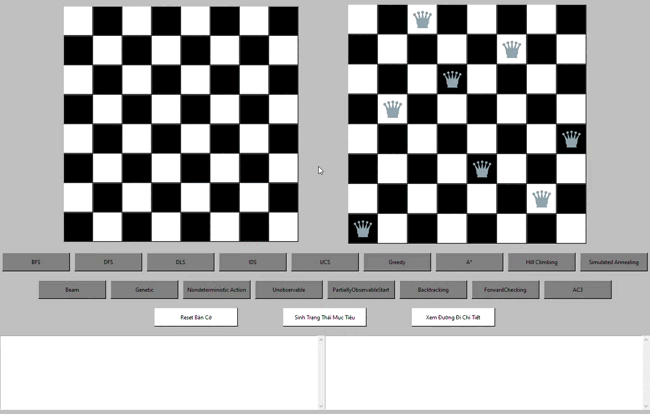 BFS DFS DLS IDS UCS Greedy A* Hill Climbing Simulated Annealing
Beam Genetic Nondeterministic Action Unobservable PartiallyObservableStart Backtracking ForwardChecking AC3
Reset Bàn Cờ Sinh Trạng Thái Mục Tiêu Xem Đường Đi Chi Tiết